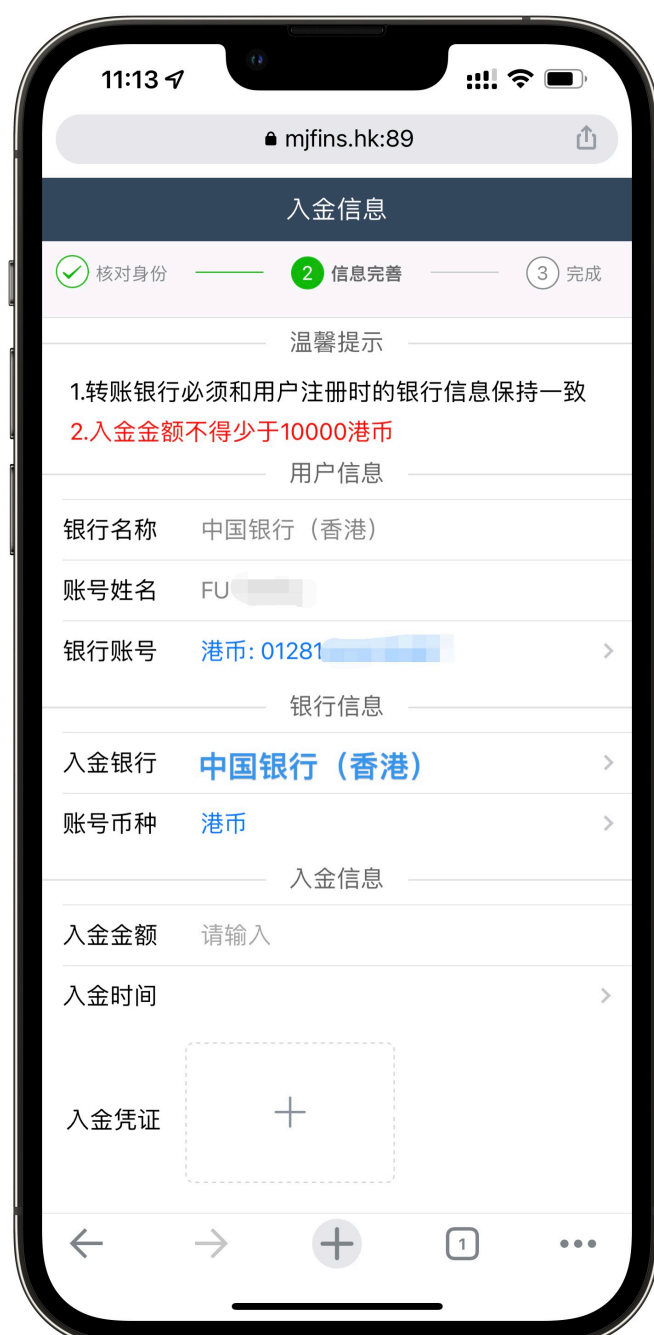 11:13
mjfins.hk:89
入金信息
核对身份 2 信息完善 3 完成
温馨提示
1.转账银行必须和用户注册时的银行信息保持一致
2.入金金额不得少于10000港币
用户信息
银行名称 中国银行（香港）
账号姓名 FU
银行账号 港币: 01281
银行信息
入金银行 中国银行（香港）
账号币种 港币
入金信息
入金金额 请输入
入金时间
入金凭证
1